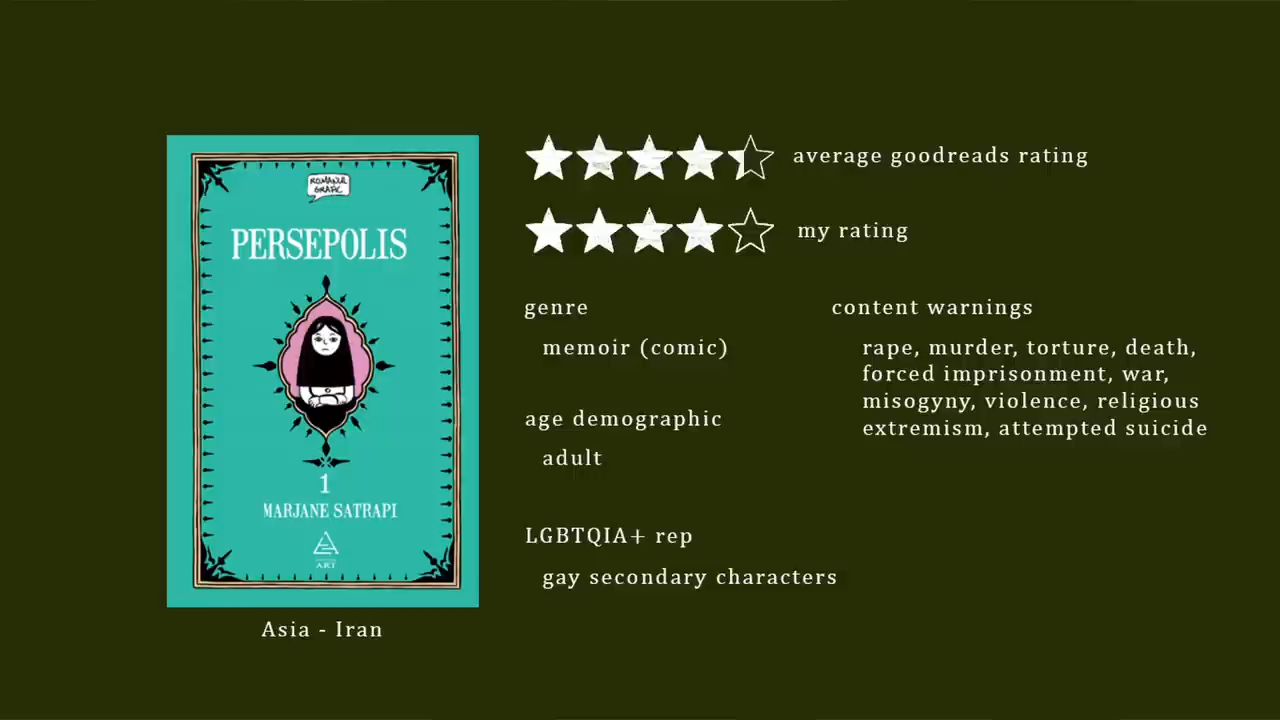 ROMANUL
GRAFIC
PERSEPOLIS
1
MARJANE SATRAPI
ART
Asia - Iran
average goodreads rating
my rating
genre
memoir (comic)
age demographic
adult
LGBTQIA+ rep
gay secondary characters
content warnings
rape, murder, torture, death,
forced imprisonment, war,
misogyny, violence, religious
extremism, attempted suicide